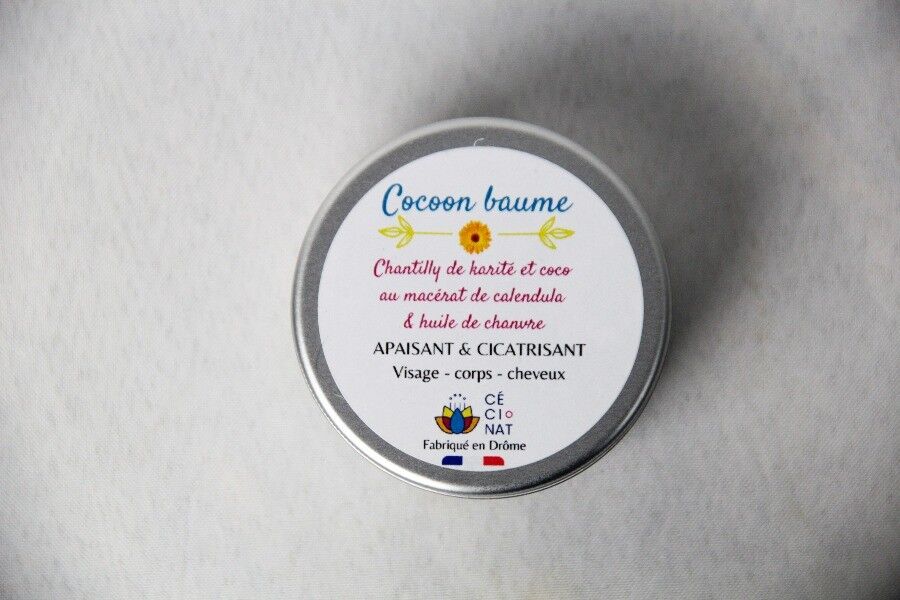 Cocoon baume
Chantilly de karité et coco
au macérat de calendula
& huile de chanvre
APAISANT & CICATRISANT
Visage - corps - cheveux
CÉ
CI
NAT
Fabriqué en Drôme